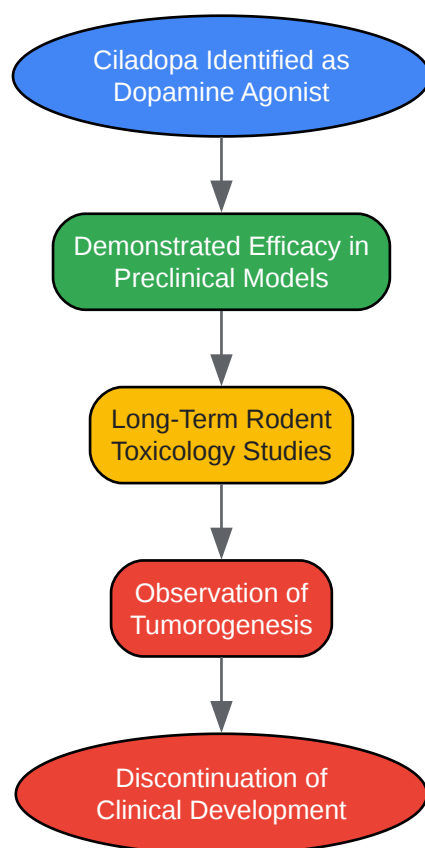 Ciladopa Identified as
Dopamine Agonist
Demonstrated Efficacy in
Preclinical Models
Long-Term Rodent
Toxicology Studies
Observation of
Tumorogenesis
Discontinuation of
Clinical Development